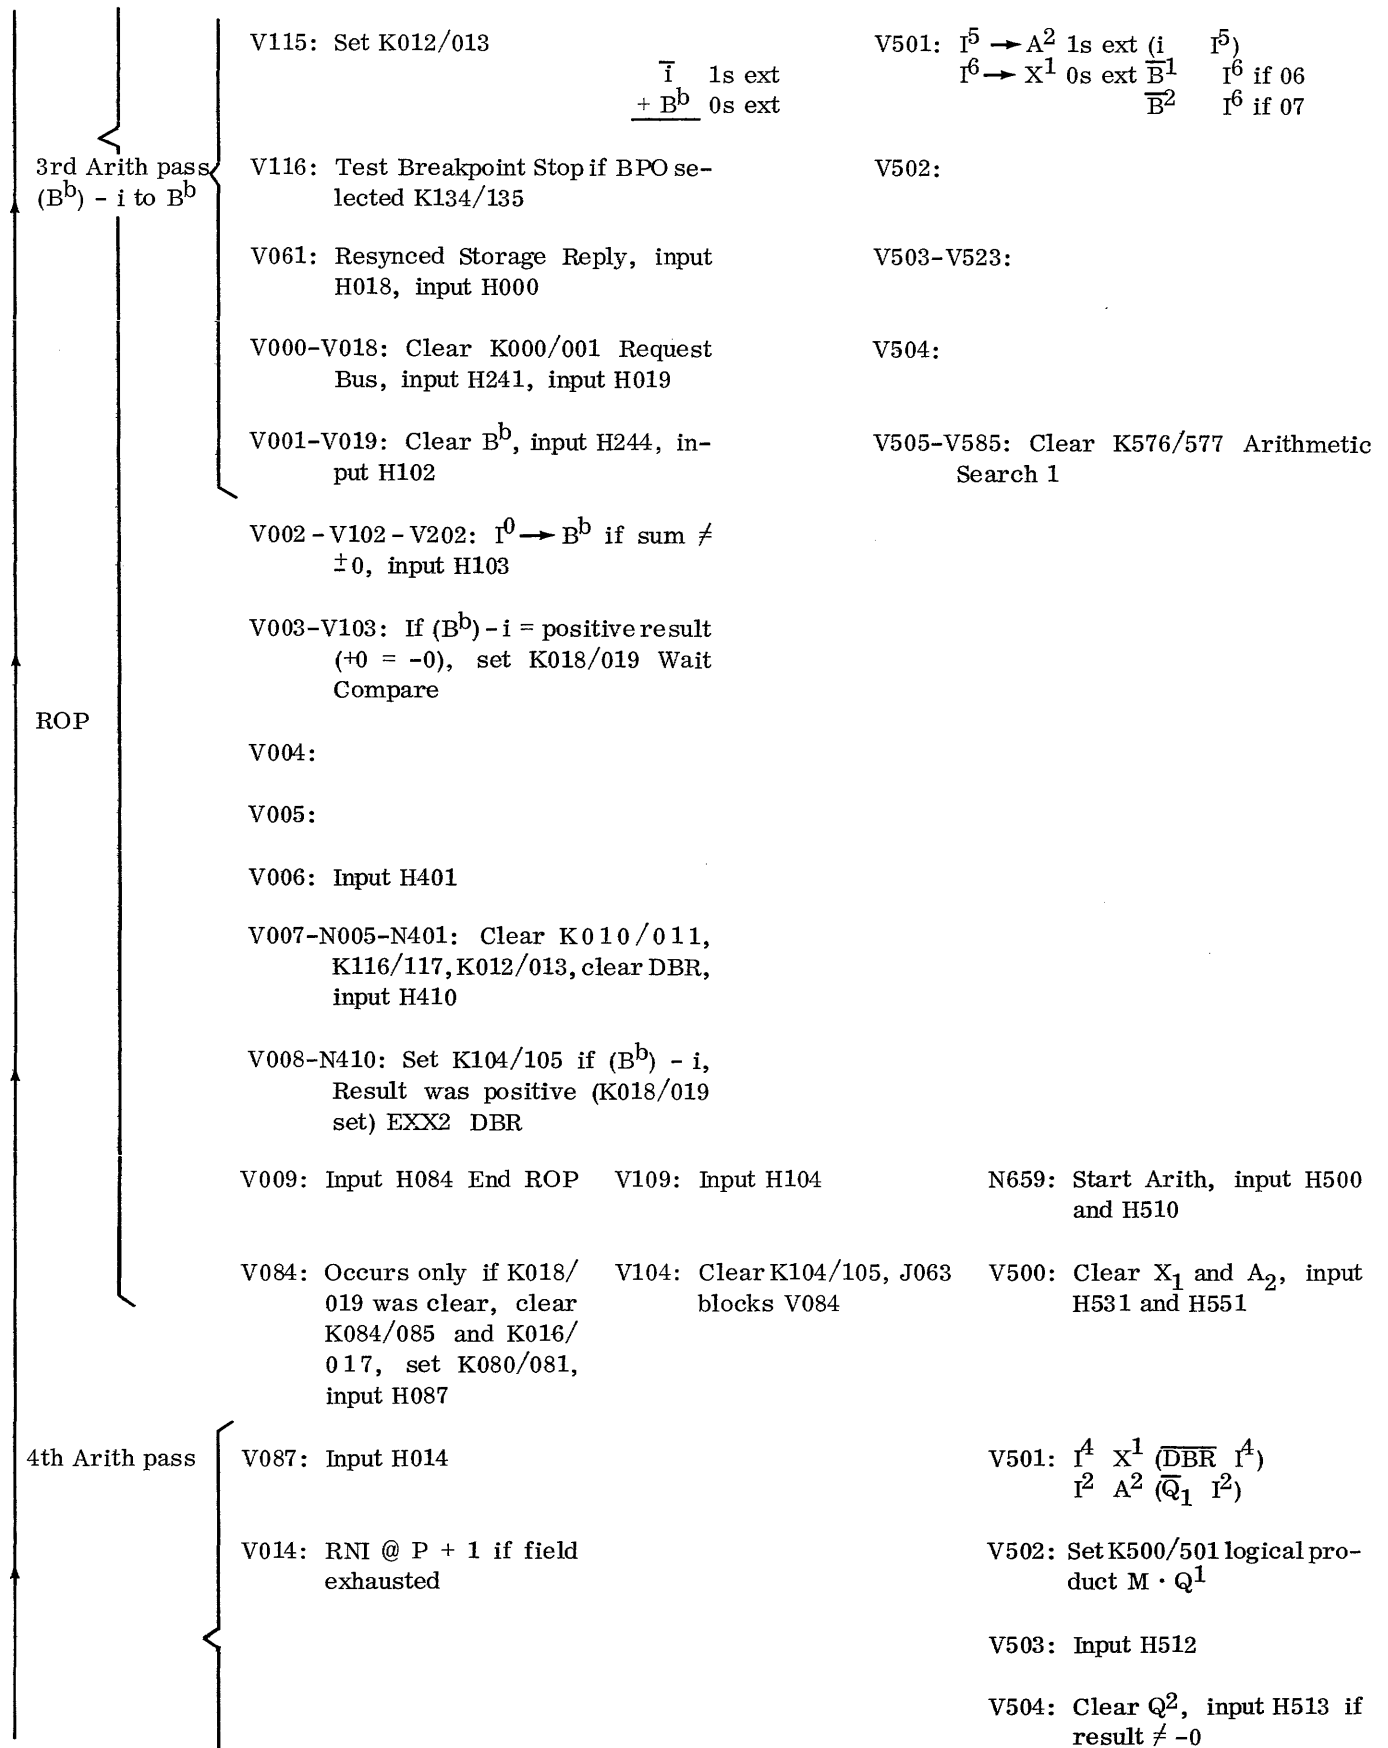 V115: Set K012/013
i̅ 1s ext
+ Bᵇ 0s ext
V501: I⁵ → A² 1s ext (i I⁵)
I⁶ → X¹ 0s ext B̅¹ I⁶ if 06
B̅² I⁶ if 07
3rd Arith pass
(Bᵇ) - i to Bᵇ
V116: Test Breakpoint Stop if BPO se-
lected K134/135
V502:
V061: Resynced Storage Reply, input
H018, input H000
V503-V523:
V000-V018: Clear K000/001 Request
Bus, input H241, input H019
V504:
V001-V019: Clear Bᵇ, input H244, in-
put H102
V505-V585: Clear K576/577 Arithmetic
Search 1
V002-V102-V202: I⁰ → Bᵇ if sum ≠
±0, input H103
V003-V103: If (Bᵇ) - i = positive result
(+0 = -0), set K018/019 Wait
Compare
ROP
V004:
V005:
V006: Input H401
V007-N005-N401: Clear K010/011,
K116/117, K012/013, clear DBR,
input H410
V008-N410: Set K104/105 if (Bᵇ) - i,
Result was positive (K018/019
set) EXX2 DBR
V009: Input H084 End ROP
V109: Input H104
N659: Start Arith, input H500
and H510
V084: Occurs only if K018/
019 was clear, clear
K084/085 and K016/
017, set K080/081,
input H087
V104: Clear K104/105, J063
blocks V084
V500: Clear X₁ and A₂, input
H531 and H551
4th Arith pass
V087: Input H014
V501: I⁴ X¹ (D̅B̅R̅ I⁴)
I² A² (Q̅₁ I²)
V014: RNI @ P + 1 if field
exhausted
V502: Set K500/501 logical pro-
duct M · Q¹
V503: Input H512
V504: Clear Q², input H513 if
result ≠ -0